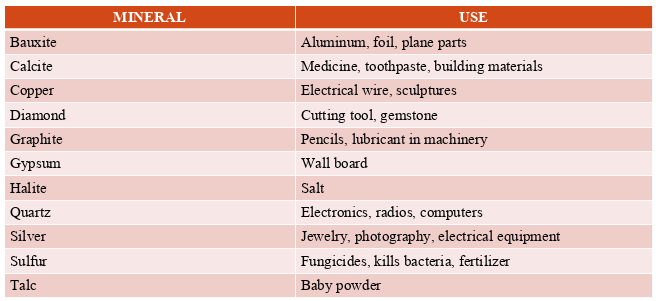 MINERAL USE
Bauxite Aluminum, foil, plane parts
Calcite Medicine, toothpaste, building materials
Copper Electrical wire, sculptures
Diamond Cutting tool, gemstone
Graphite Pencils, lubricant in machinery
Gypsum Wall board
Halite Salt
Quartz Electronics, radios, computers
Silver Jewelry, photography, electrical equipment
Sulfur Fungicides, kills bacteria, fertilizer
Talc Baby powder